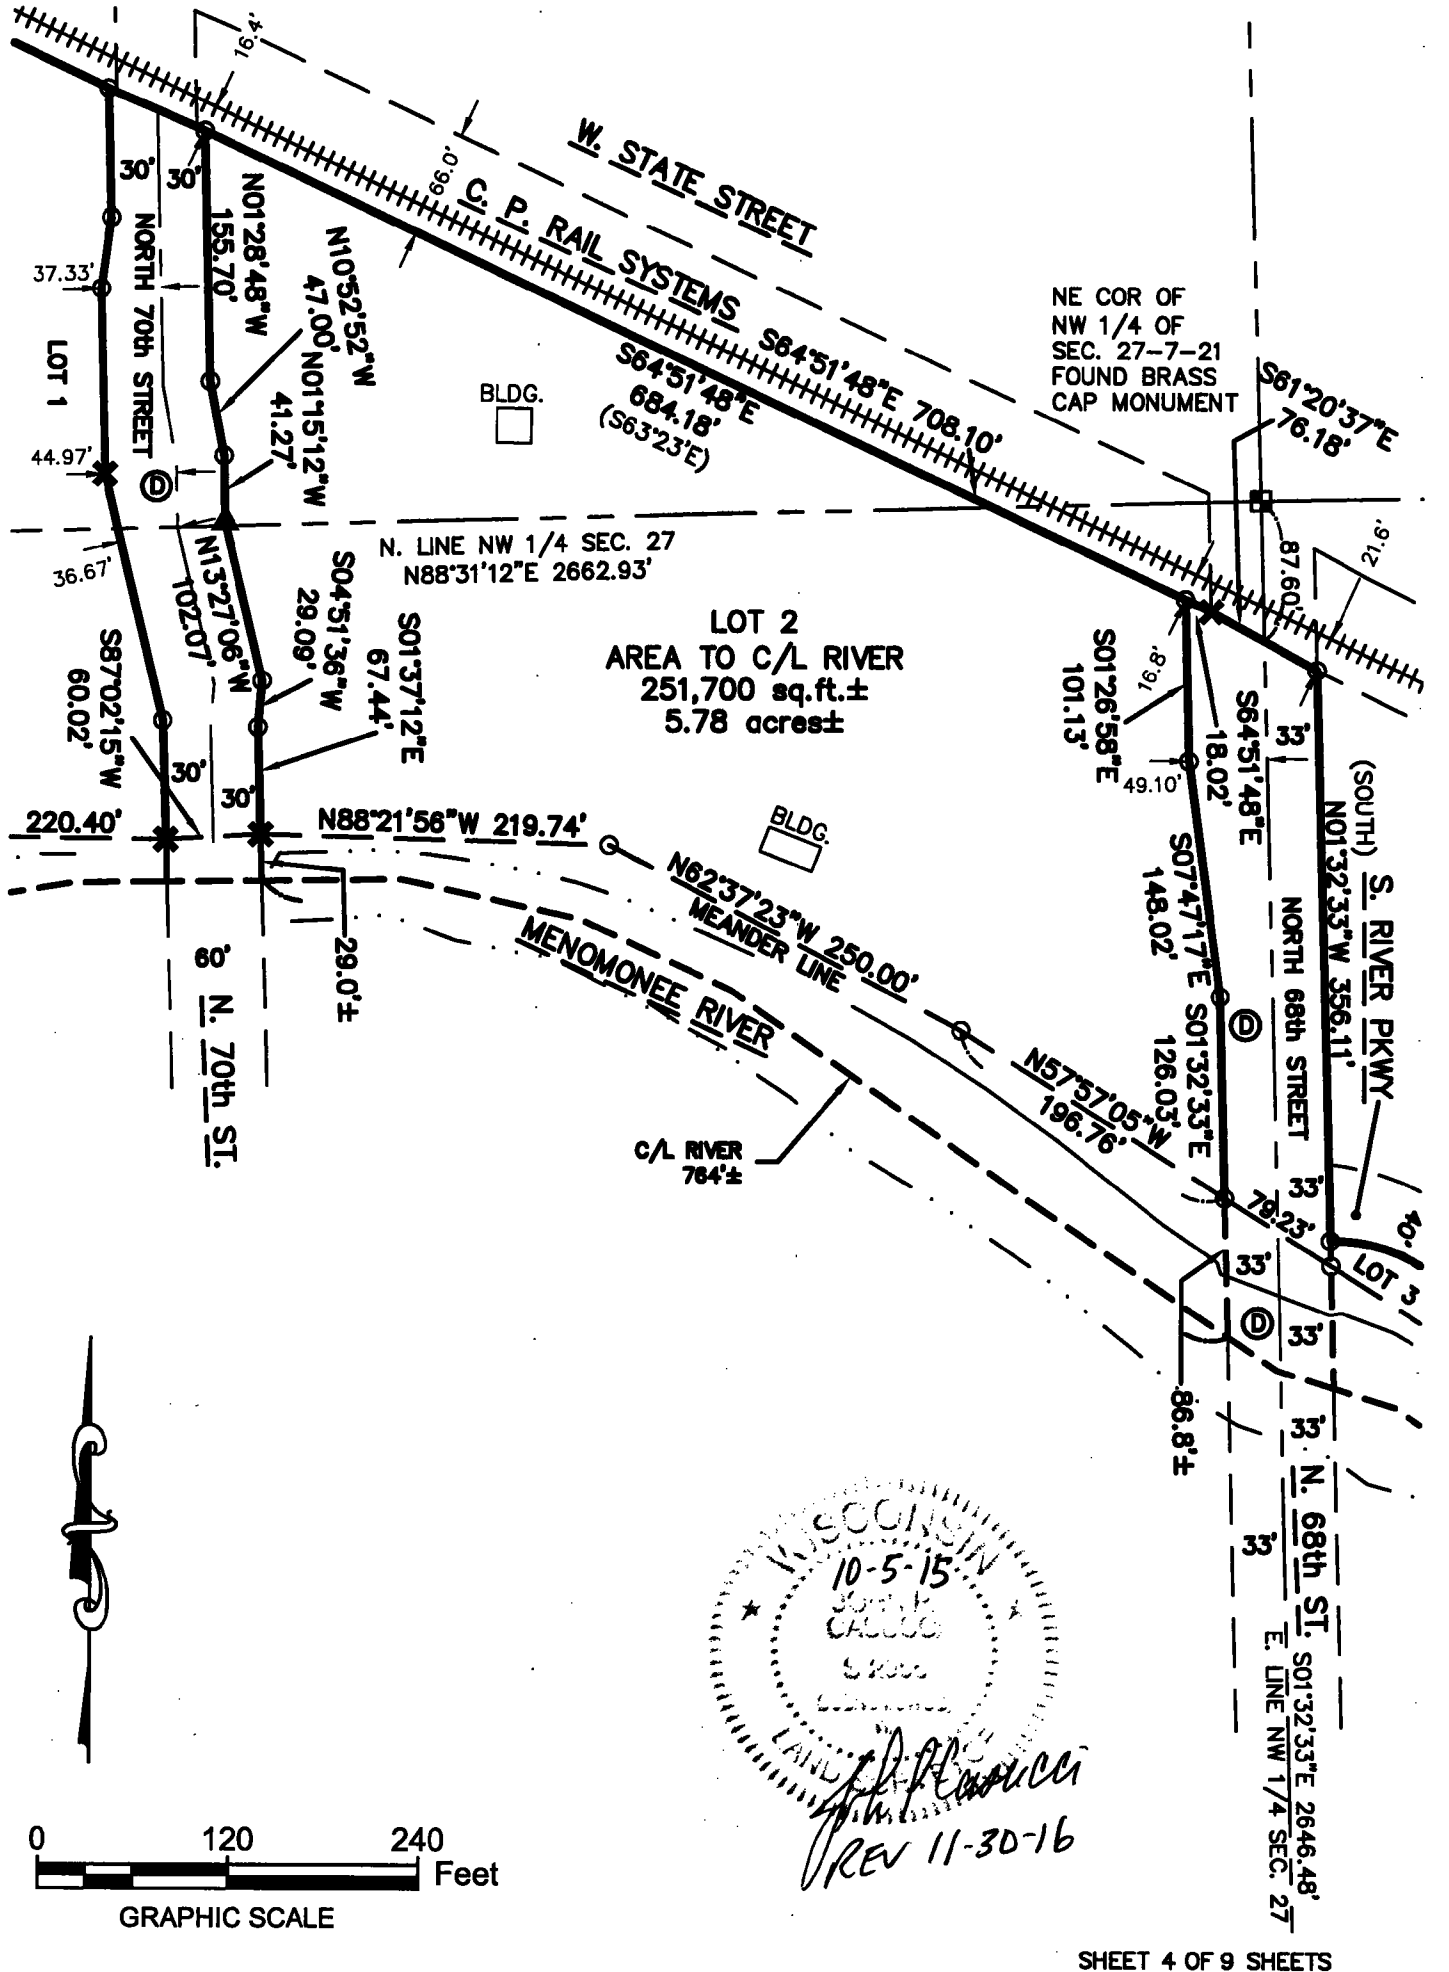 16.4'
W. STATE STREET
66.0'
C. P. RAIL SYSTEMS
30'
30'
N01°28'48"W
155.70'
NORTH 70th STREET
37.33'
N10°52'52"W
47.00'
N01°15'12"W
41.27'
LOT 1
BLDG.
S64°51'48"E 708.10'
S64°51'48"E
684.18'
(S63°23'E)
NE COR OF
NW 1/4 OF
SEC. 27-7-21
FOUND BRASS
CAP MONUMENT
S61°20'37"E
76.18'
44.97'
D
36.67'
N. LINE NW 1/4 SEC. 27
N88°31'12"E 2662.93'
87.60'
21.6'
N13°27'06"W
102.07'
S04°51'36"W
29.09'
S01°37'12"E
67.44'
LOT 2
AREA TO C/L RIVER
251,700 sq.ft.±
5.78 acres±
S87°02'15"W
60.02'
16.8'
S01°26'58"E
101.13'
49.10'
S64°51'48"E
18.02'
33'
(SOUTH)
N01°32'33"W 356.11'
S. RIVER PKWY
30'
30'
220.40'
N88°21'56"W 219.74'
BLDG.
N62°37'23"W 250.00'
MEANDER LINE
S07°47'17"E
148.02'
NORTH 68th STREET
29.0'±
MENOMONEE RIVER
60'
N. 70th ST.
D
S01°32'33"E
126.03'
N57°57'05"W
196.76'
C/L RIVER
764'±
33'
79.23'
40.'
LOT 3
33'
D
33'
86.8'±
33'
N. 68th ST.
33'
S01°32'33"E 2646.48'
E. LINE NW 1/4 SEC. 27
WISCONSIN
10-5-15
LAND
REV 11-30-16
0 120 240
Feet
GRAPHIC SCALE
SHEET 4 OF 9 SHEETS